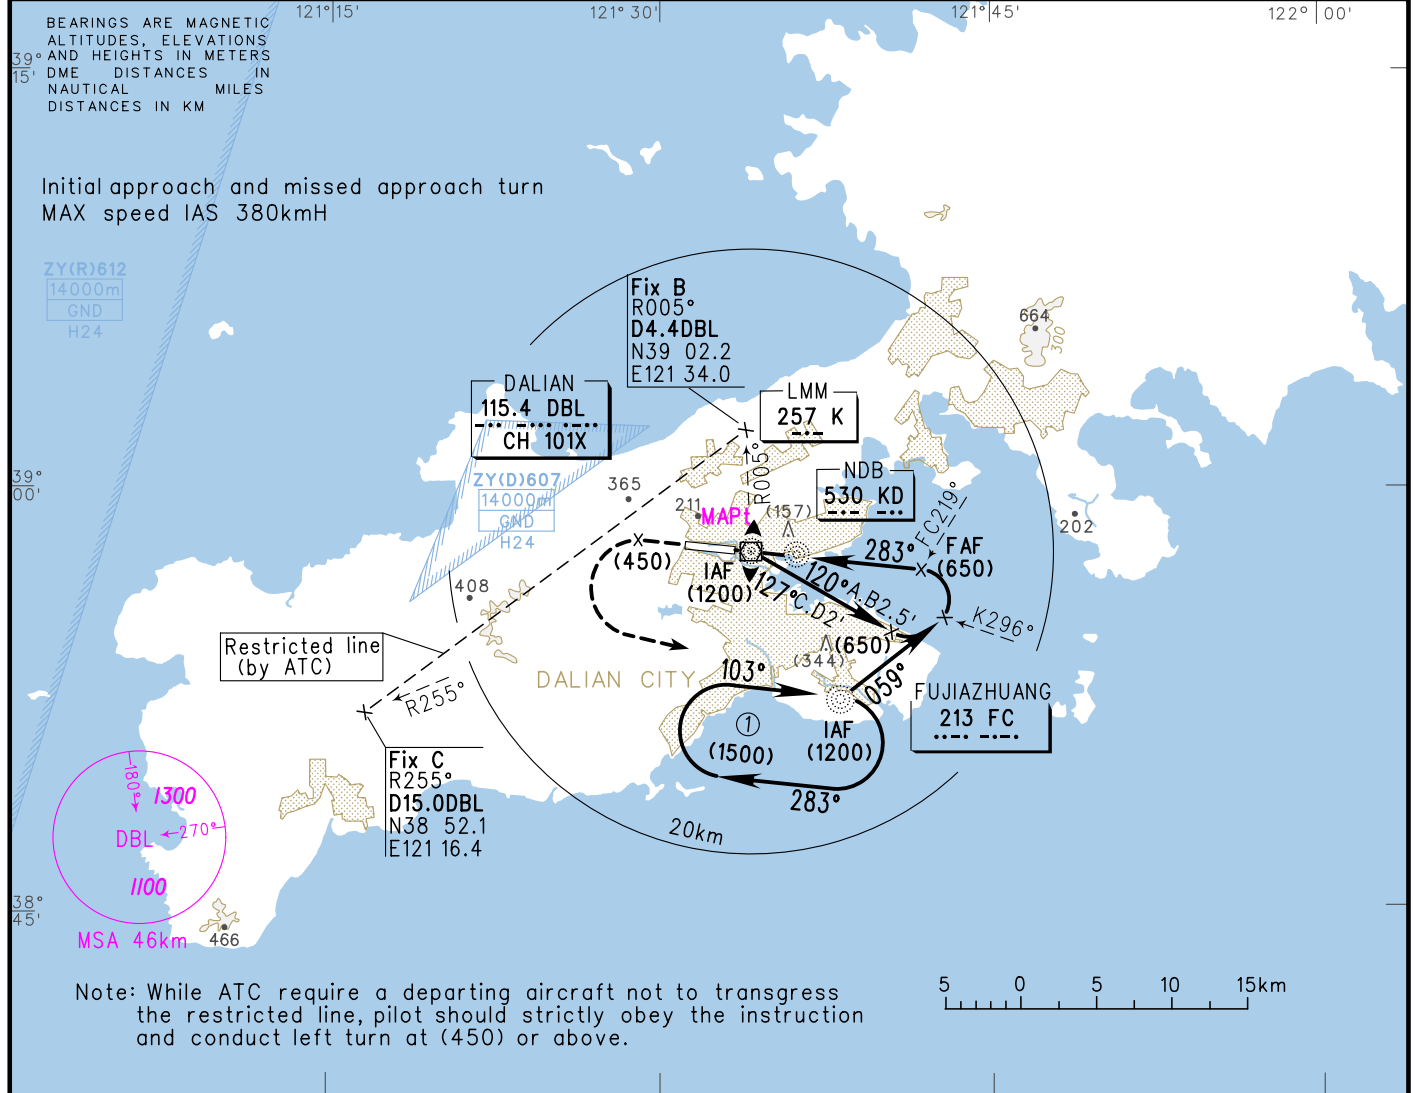 121°15'
121°30'
121°45'
122°00'
BEARINGS ARE MAGNETIC
ALTITUDES, ELEVATIONS
AND HEIGHTS IN METERS
DME DISTANCES IN
NAUTICAL MILES
DISTANCES IN KM
39°
15'
Initial approach and missed approach turn
MAX speed IAS 380kmH
ZY(R)612
14000m
GND
H24
Fix B
R005°
D4.4DBL
N39 02.2
E121 34.0
664
300
DALIAN
115.4 DBL
CH 101X
LMM
257 K
R005°
NDB
530 KD
39°
00'
ZY(D)607
14000m
GND
H24
365
211
MAPt
(157)
FC219°
202
(450)
IAF
(1200)
283°
FAF
(650)
120°A.B2.5'
127°C.D2'
K296°
408
Restricted line
(by ATC)
(650)
(344)
DALIAN CITY
103°
059°
R255°
FUJIAZHUANG
213 FC
1
(1500)
IAF
(1200)
283°
20km
Fix C
R255°
D15.0DBL
N38 52.1
E121 16.4
180°
1300
DBL
270°
1100
MSA 46km
38°
45'
466
Note: While ATC require a departing aircraft not to transgress
the restricted line, pilot should strictly obey the instruction
and conduct left turn at (450) or above.
5 0 5 10 15km